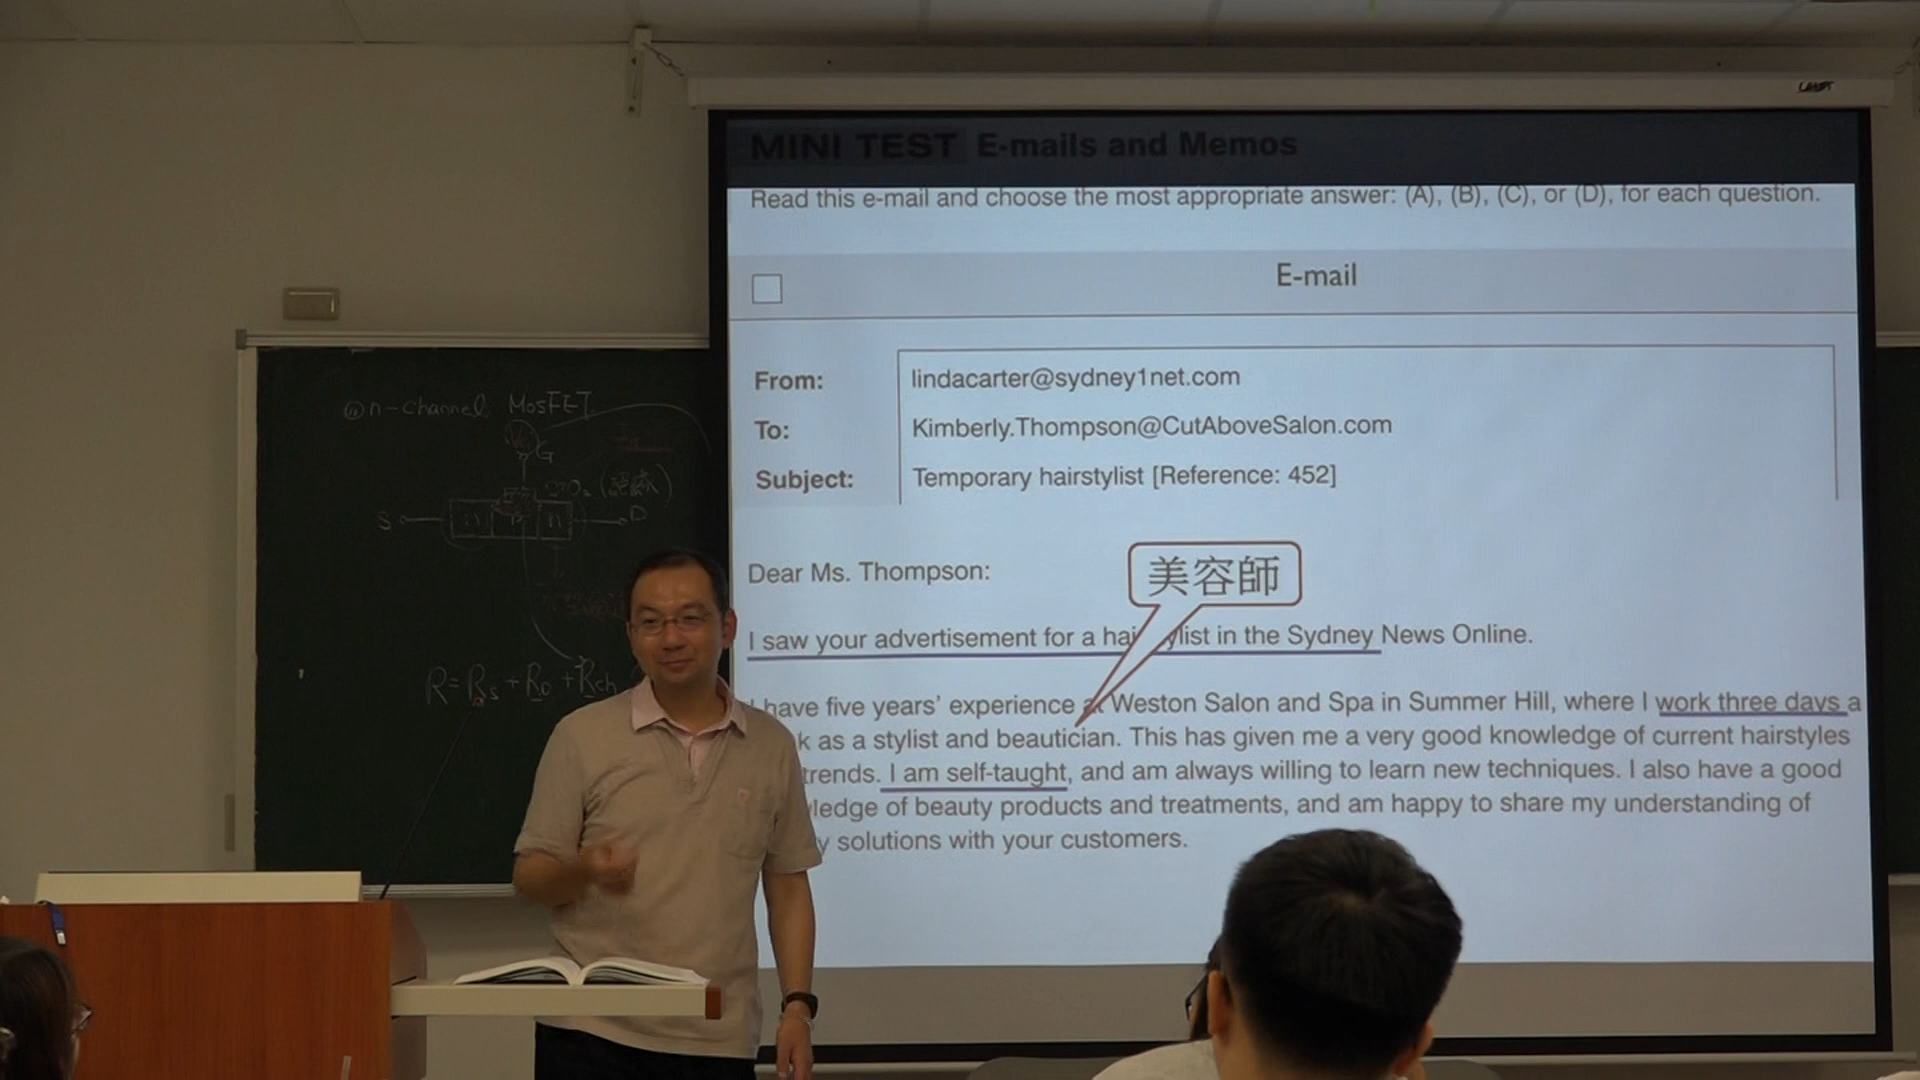 MINI TEST E-mails and Memos
Read this e-mail and choose the most appropriate answer: (A), (B), (C), or (D), for each question.
E-mail
From: lindacarter@sydney1net.com
To: Kimberly.Thompson@CutAboveSalon.com
Subject: Temporary hairstylist [Reference: 452]
Dear Ms. Thompson:
美容師
I saw your advertisement for a hai ylist in the Sydney News Online.
have five years' experience at Weston Salon and Spa in Summer Hill, where I work three days a
k as a stylist and beautician. This has given me a very good knowledge of current hairstyles
trends. I am self-taught, and am always willing to learn new techniques. I also have a good
ledge of beauty products and treatments, and am happy to share my understanding of
y solutions with your customers.
n-channel MosFET
G
S n P n D
R=Rs+RD+Rch